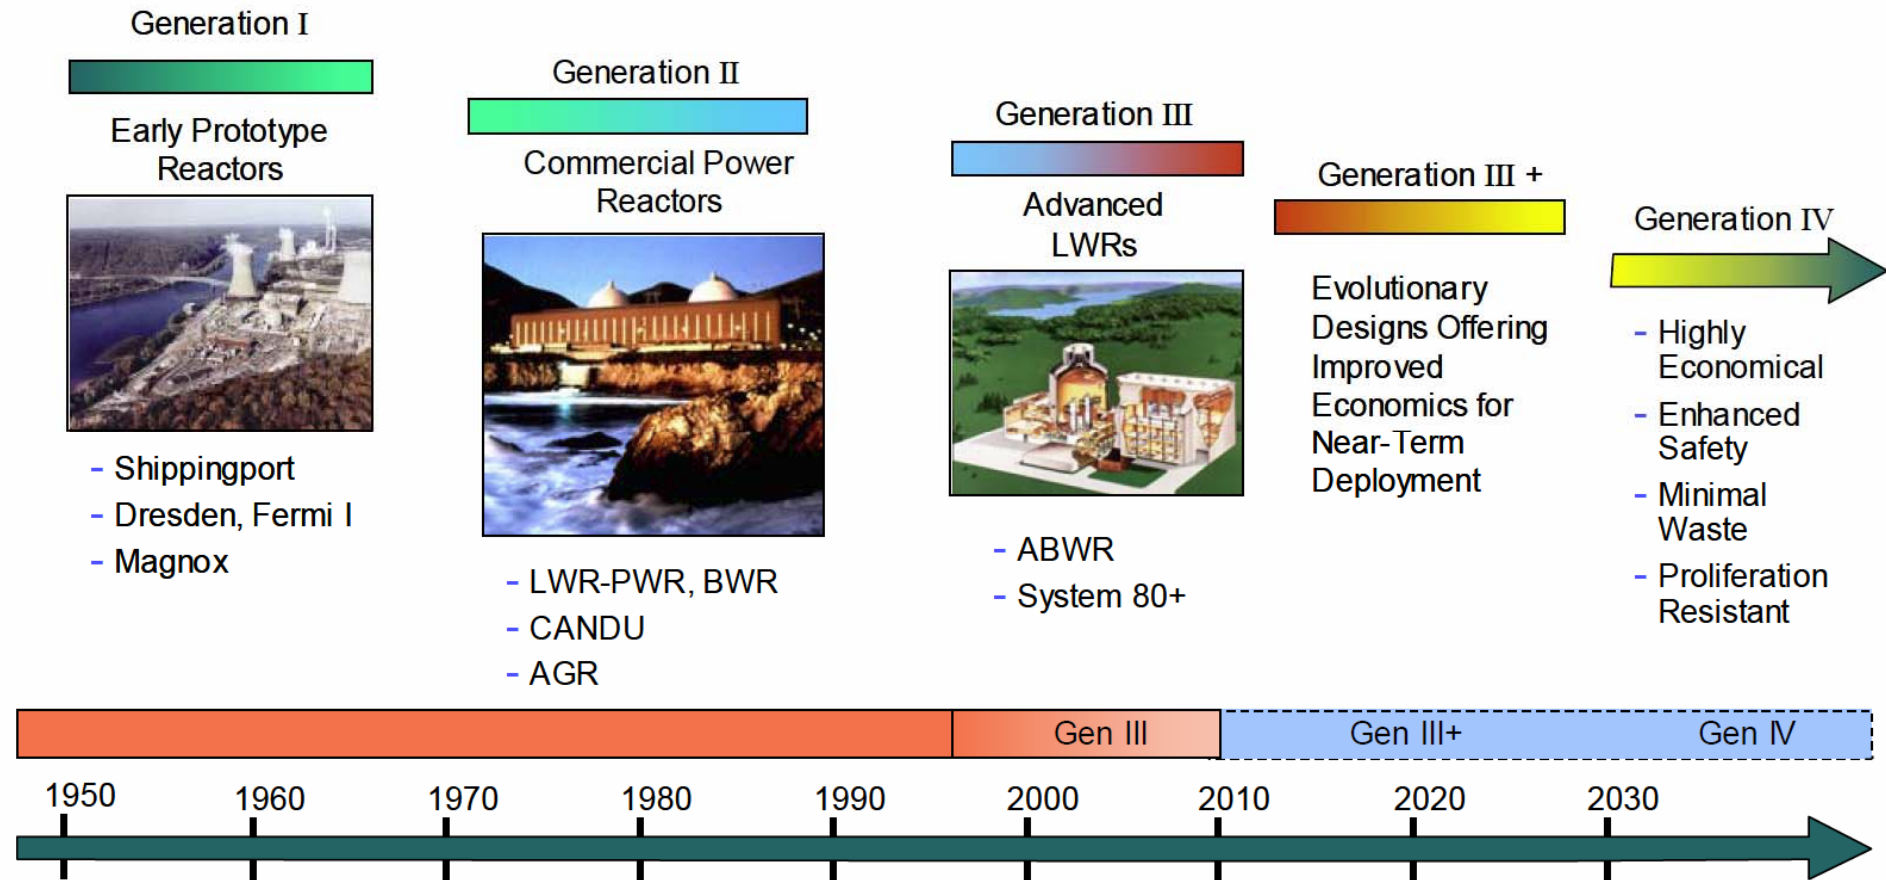 Generation I
Early Prototype
Reactors
- Shippingport
- Dresden, Fermi I
- Magnox
Generation II
Commercial Power
Reactors
- LWR-PWR, BWR
- CANDU
- AGR
Generation III
Advanced
LWRs
- ABWR
- System 80+
Generation III +
Evolutionary
Designs Offering
Improved
Economics for
Near-Term
Deployment
Generation IV
- Highly
Economical
- Enhanced
Safety
- Minimal
Waste
- Proliferation
Resistant
Gen III
Gen III+
Gen IV
1950
1960
1970
1980
1990
2000
2010
2020
2030